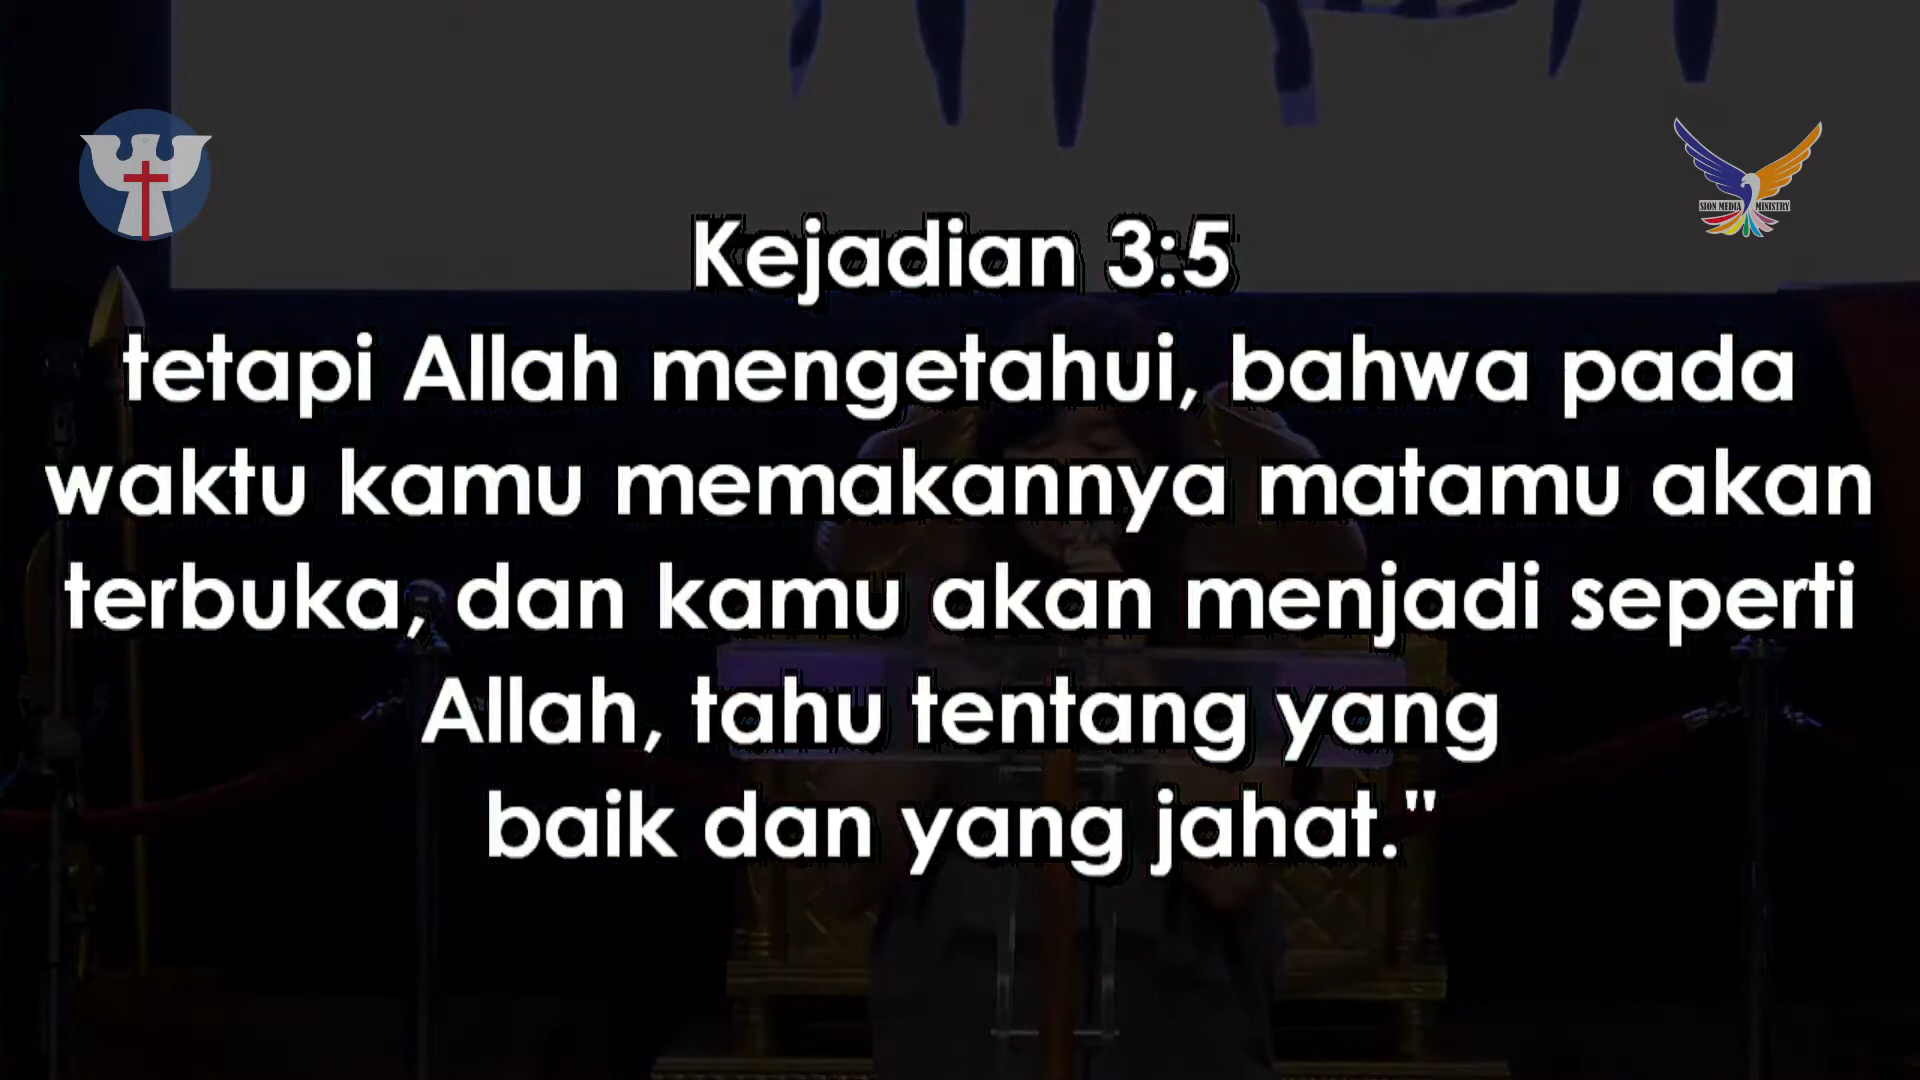 SION MEDIA MINISTRY
Kejadian 3:5
tetapi Allah mengetahui, bahwa pada
waktu kamu memakannya matamu akan
terbuka, dan kamu akan menjadi seperti
Allah, tahu tentang yang
baik dan yang jahat."